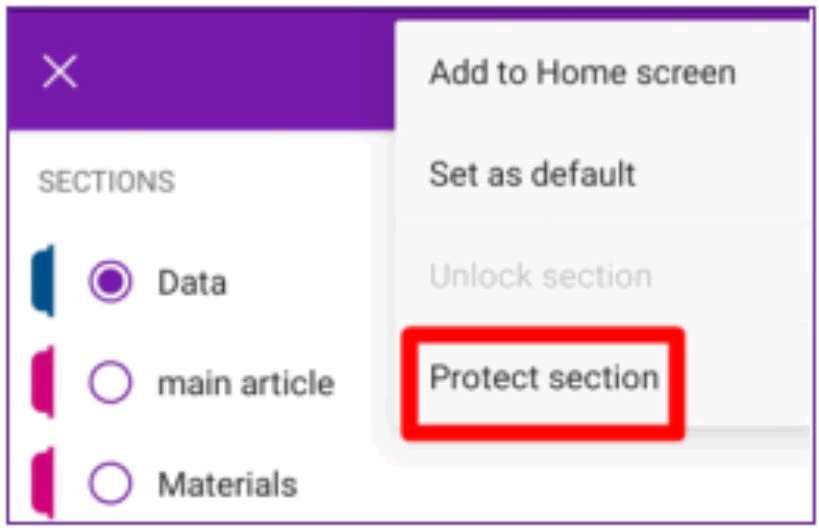 Add to Home screen
Set as default
Unlock section
Protect section
SECTIONS
Data
main article
Materials